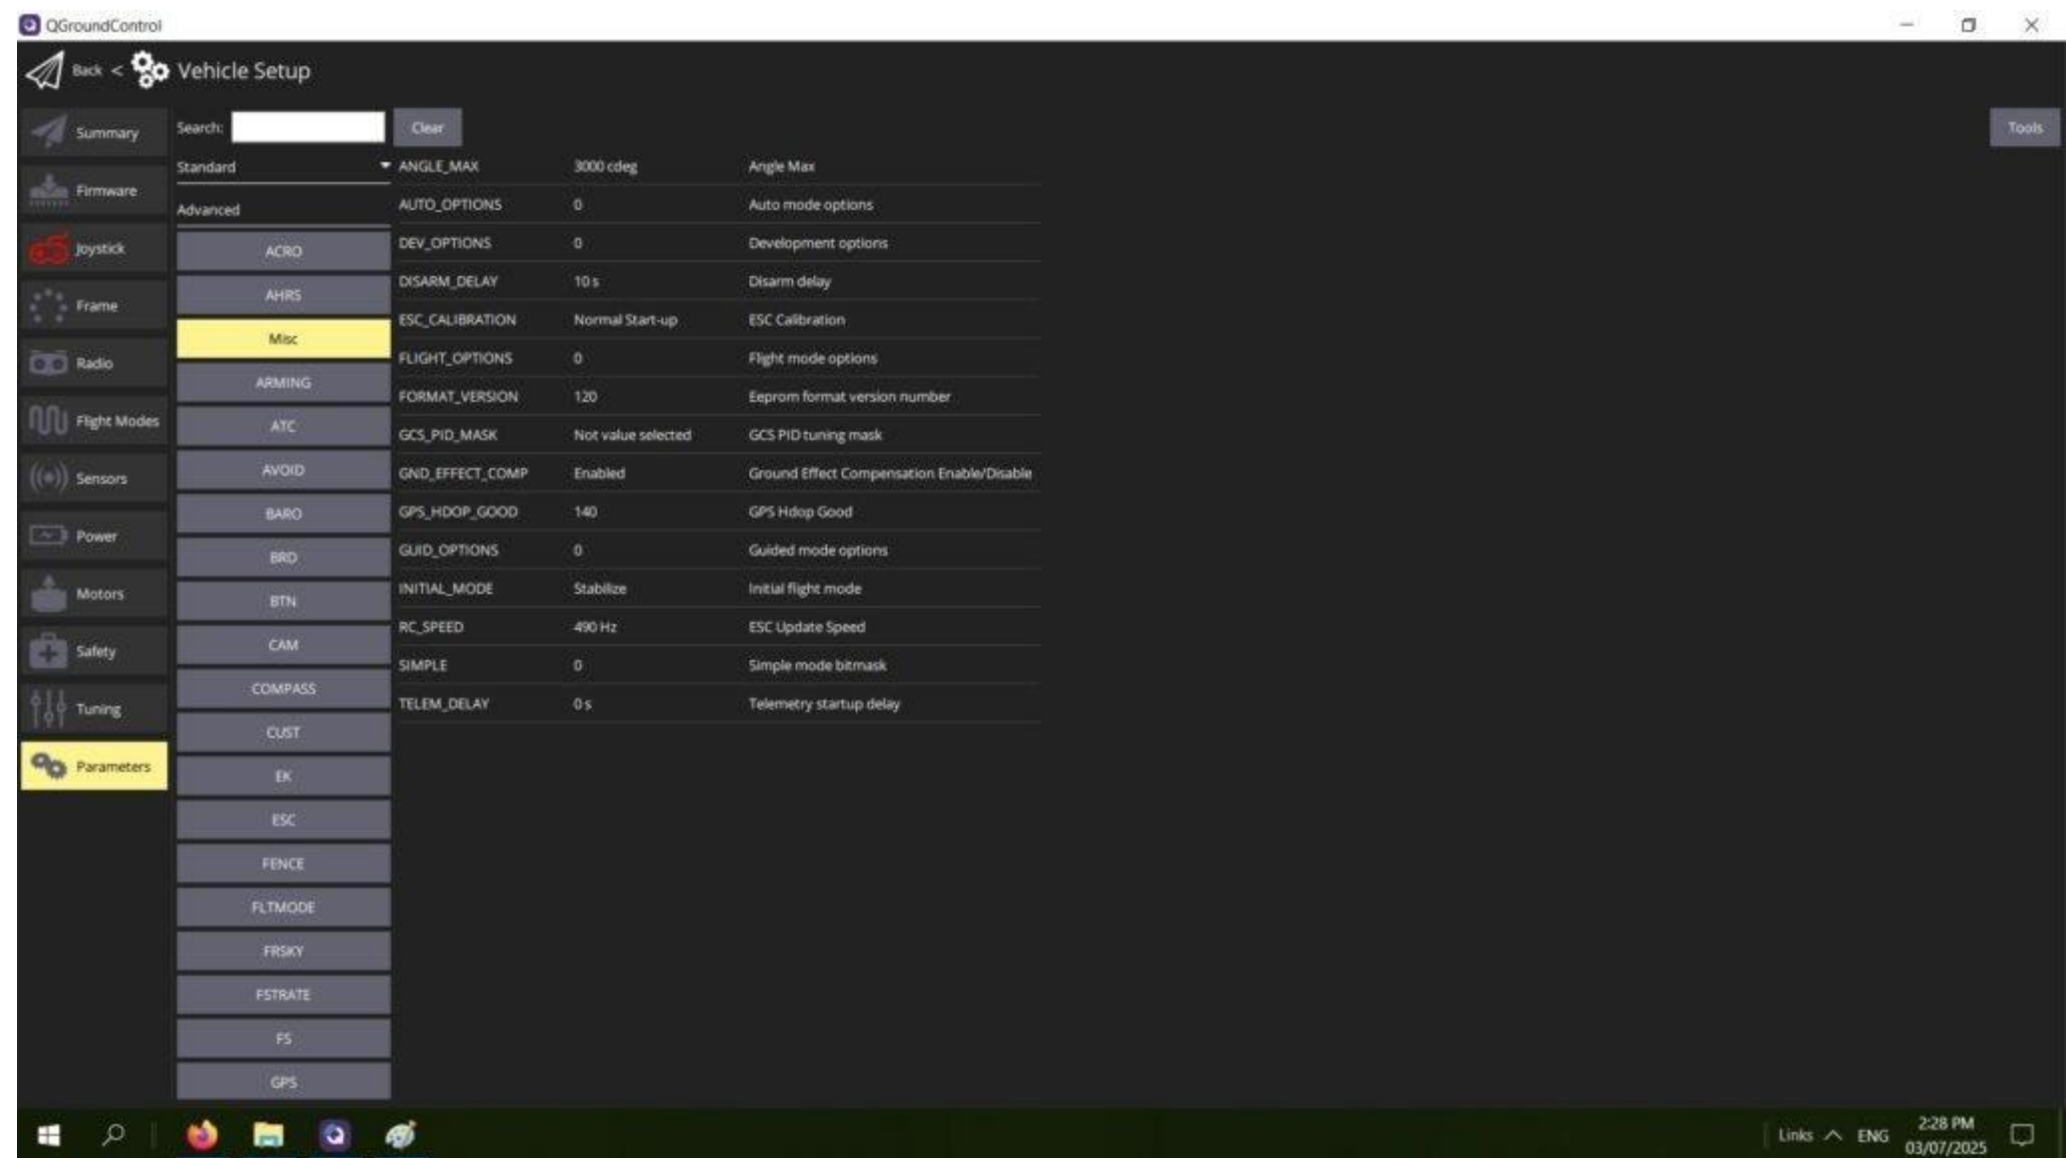 QGroundControl
Back < Vehicle Setup
Summary
Firmware
Joystick
Frame
Radio
Flight Modes
Sensors
Power
Motors
Safety
Tuning
Parameters
Search:
Clear
Tools
Standard
Advanced
ACRO
AHRS
Misc
ARMING
ATC
AVOID
BARO
BRD
BTN
CAM
COMPASS
CUST
EK
ESC
FENCE
FLTMODE
FRSKY
FSTRATE
FS
GPS
ANGLE_MAX 3000 cdeg Angle Max
AUTO_OPTIONS 0 Auto mode options
DEV_OPTIONS 0 Development options
DISARM_DELAY 10 s Disarm delay
ESC_CALIBRATION Normal Start-up ESC Calibration
FLIGHT_OPTIONS 0 Flight mode options
FORMAT_VERSION 120 Eeprom format version number
GCS_PID_MASK Not value selected GCS PID tuning mask
GND_EFFECT_COMP Enabled Ground Effect Compensation Enable/Disable
GPS_HDOP_GOOD 140 GPS Hdop Good
GUID_OPTIONS 0 Guided mode options
INITIAL_MODE Stabilize Initial flight mode
RC_SPEED 490 Hz ESC Update Speed
SIMPLE 0 Simple mode bitmask
TELEM_DELAY 0 s Telemetry startup delay
Links ENG
2:28 PM
03/07/2025